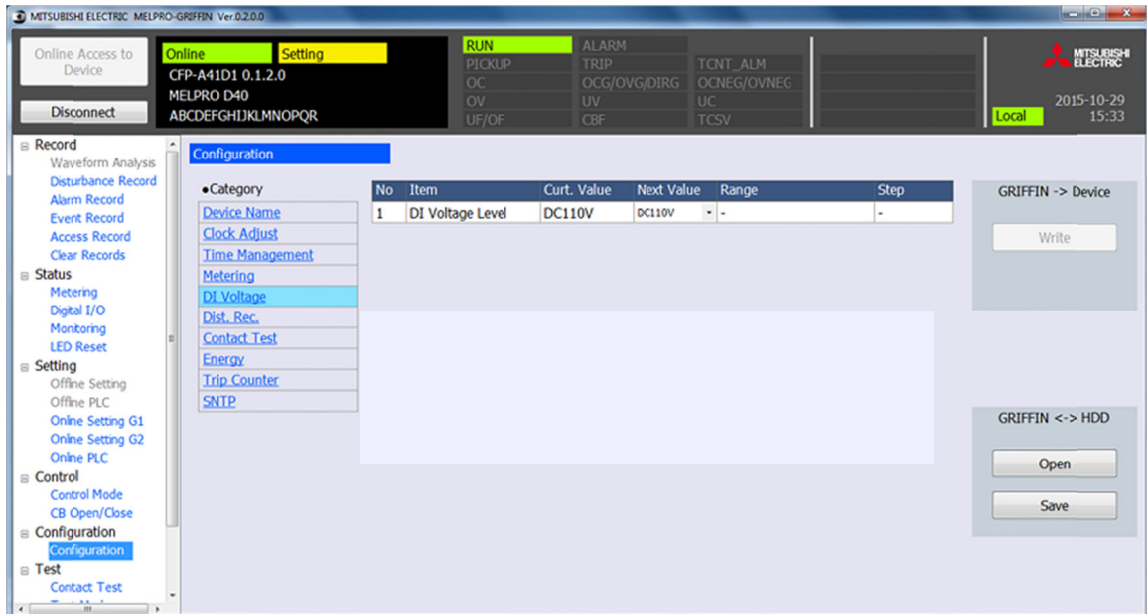 MITSUBISHI ELECTRIC MELPRO-GRIFFIN Ver.0.2.0.0
Online Access to
Device
Disconnect
Online Setting
CFP-A41D1 0.1.2.0
MELPRO D40
ABCDEFGHIJKLMNOPQR
RUN ALARM
PICKUP TRIP TCNT_ALM
OC OCG/OVG/DIRG OCNEG/OVNEG
OV UV UC
UF/OF CBF TCSV
MITSUBISHI
ELECTRIC
2015-10-29
Local 15:33
Record
Waveform Analysis
Disturbance Record
Alarm Record
Event Record
Access Record
Clear Records
Status
Metering
Digital I/O
Monitoring
LED Reset
Setting
Offline Setting
Offline PLC
Online Setting G1
Online Setting G2
Online PLC
Control
Control Mode
CB Open/Close
Configuration
Configuration
Test
Contact Test
Configuration
●Category
Device Name
Clock Adjust
Time Management
Metering
DI Voltage
Dist. Rec.
Contact Test
Energy
Trip Counter
SNTP
No Item Curt. Value Next Value Range Step
1 DI Voltage Level DC110V DC110V - -
GRIFFIN -> Device
Write
GRIFFIN <-> HDD
Open
Save